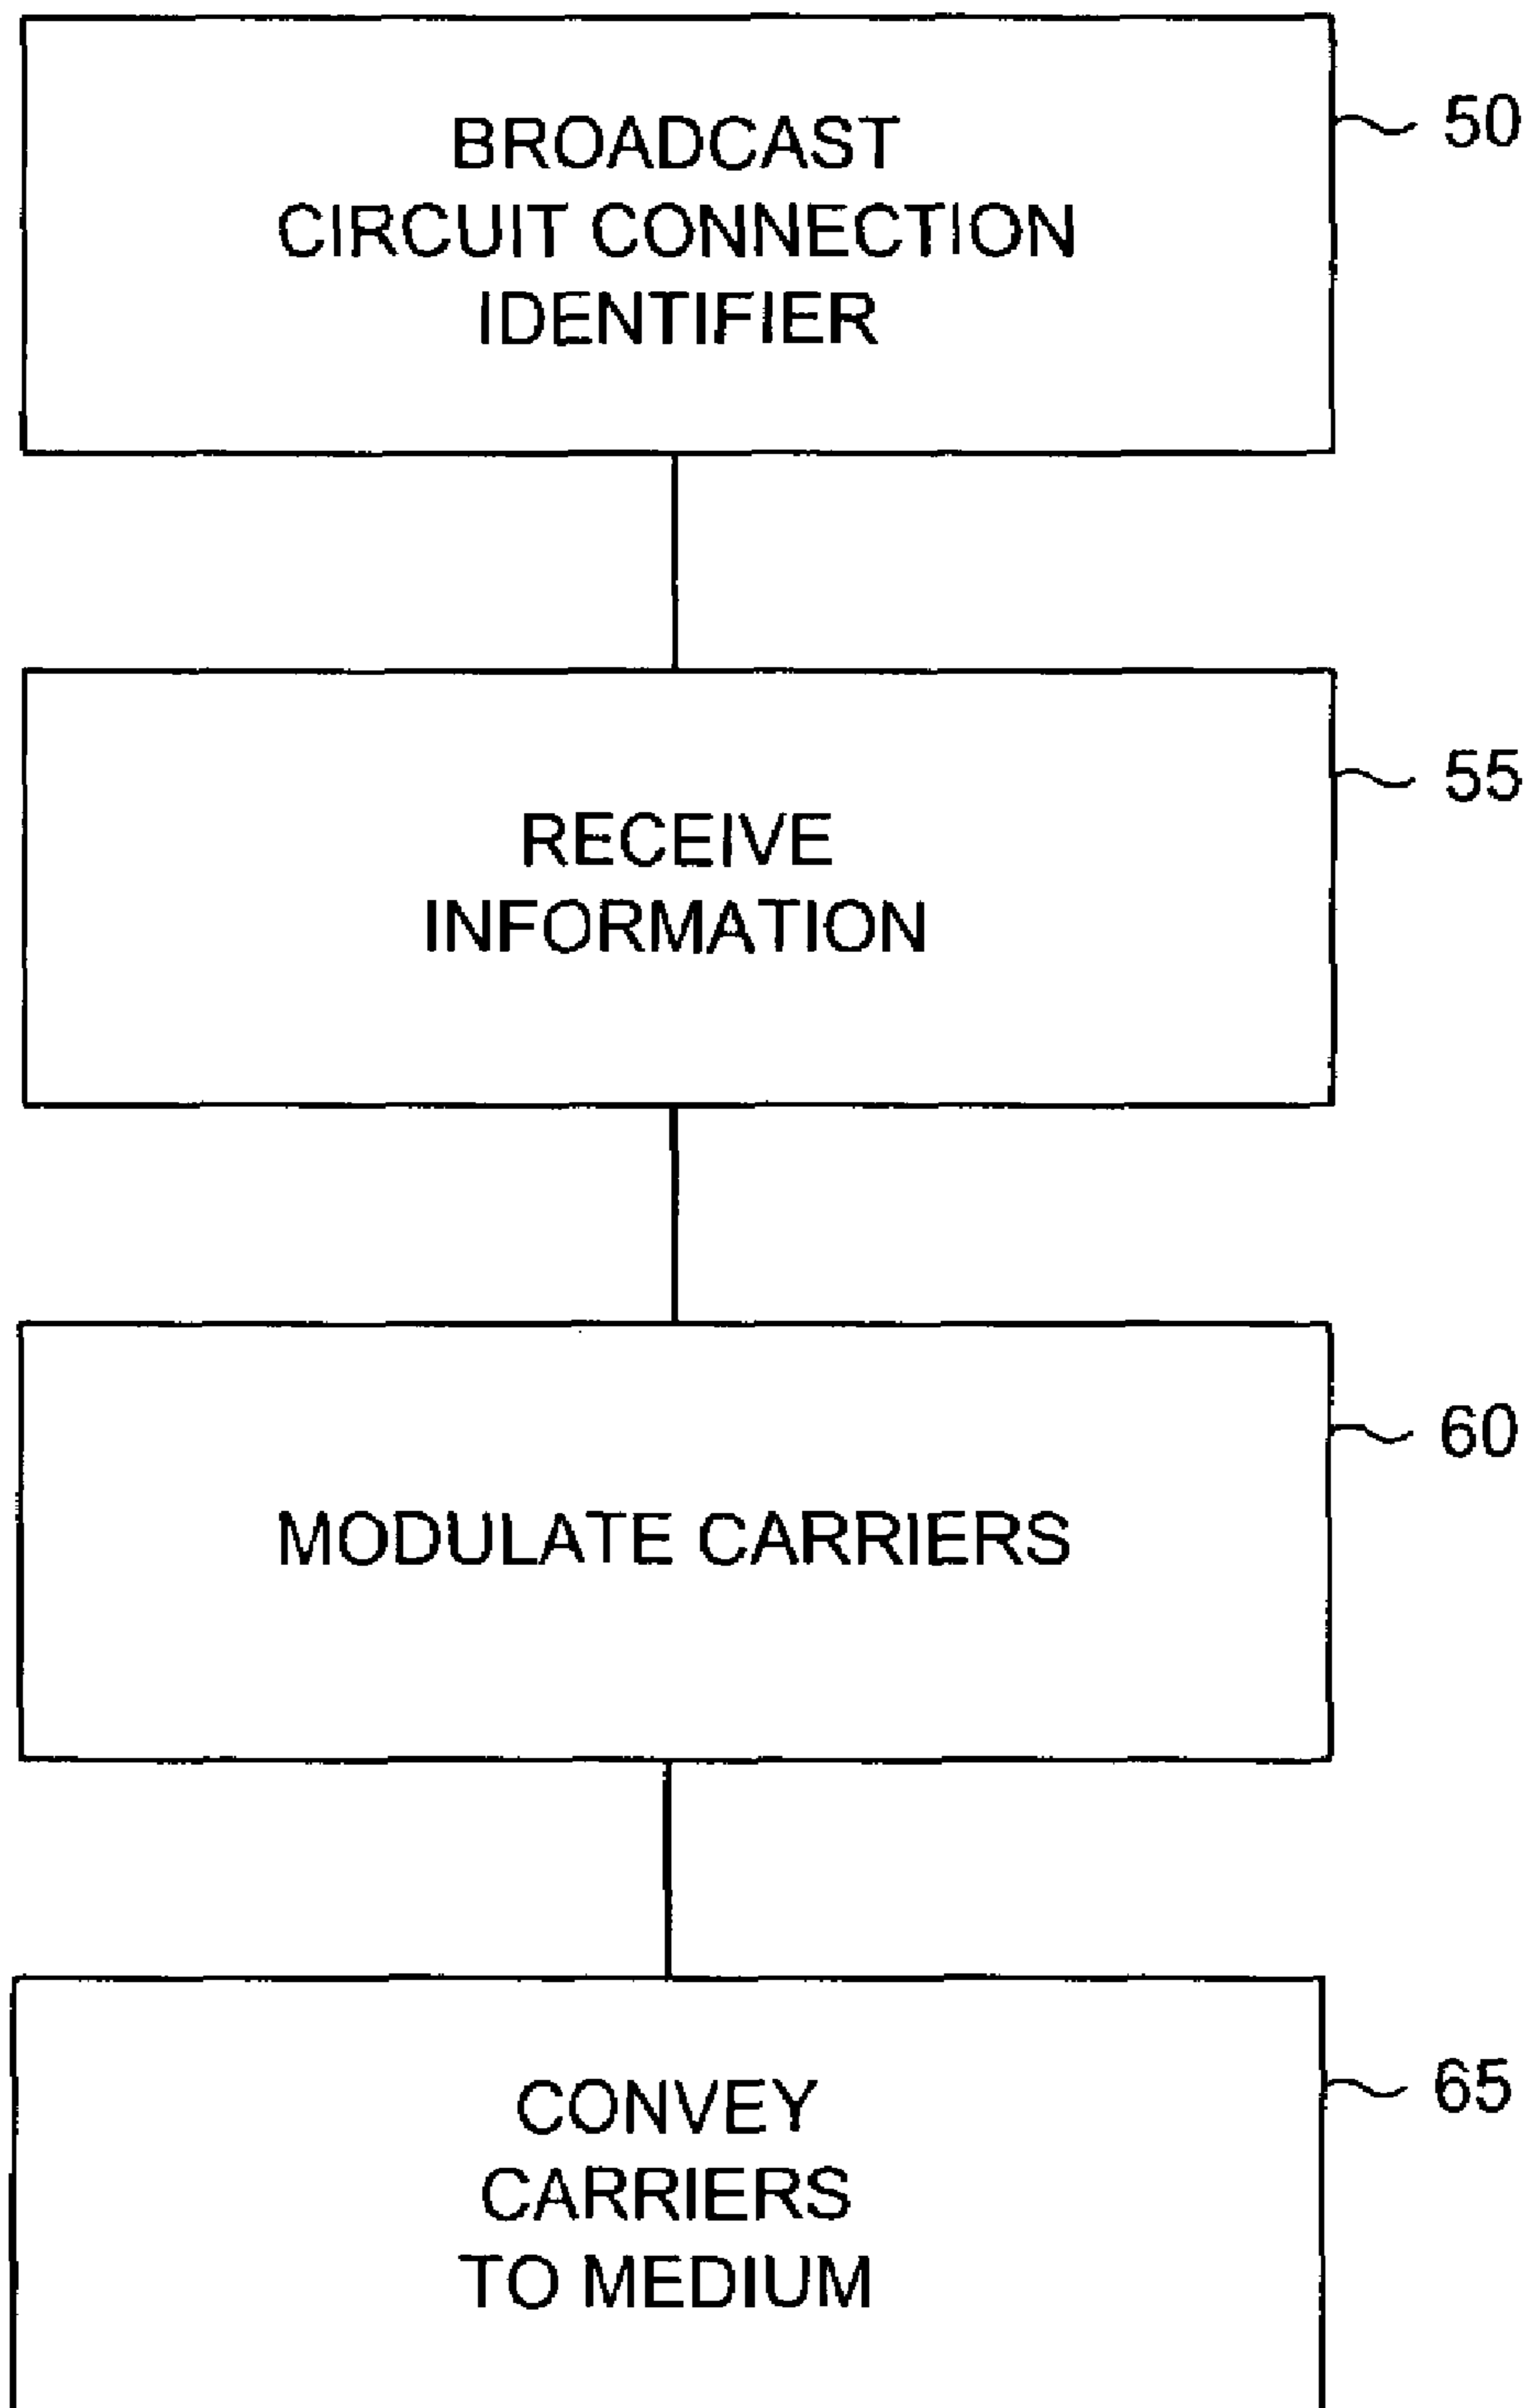 BROADCAST
CIRCUIT CONNECTION
IDENTIFIER
50
RECEIVE
INFORMATION
55
MODULATE CARRIERS
60
CONVEY
CARRIERS
TO MEDIUM
65